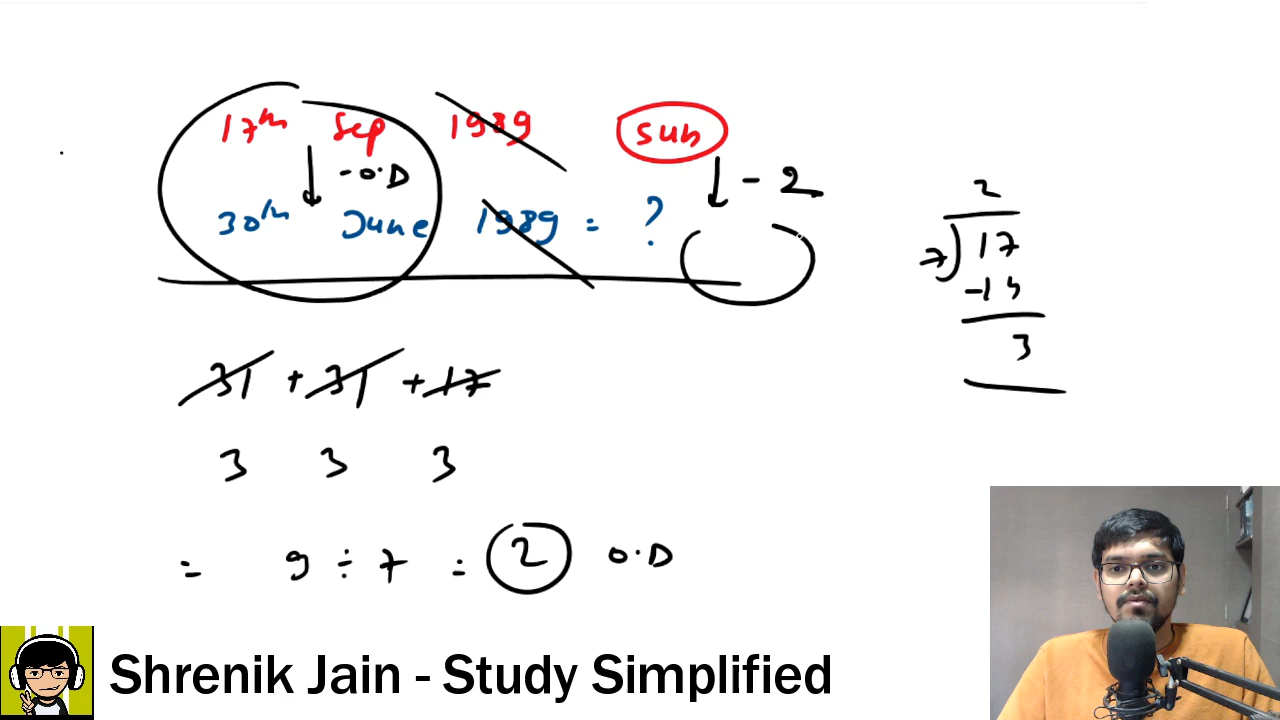 17th Sep 1989 sun
- O.D - 2
30th June 1989 = ?
2
7 ) 17
-14
3
31 + 31 + 17
3 3 3
= 9 ÷ 7 = 2 O.D
Shrenik Jain - Study Simplified